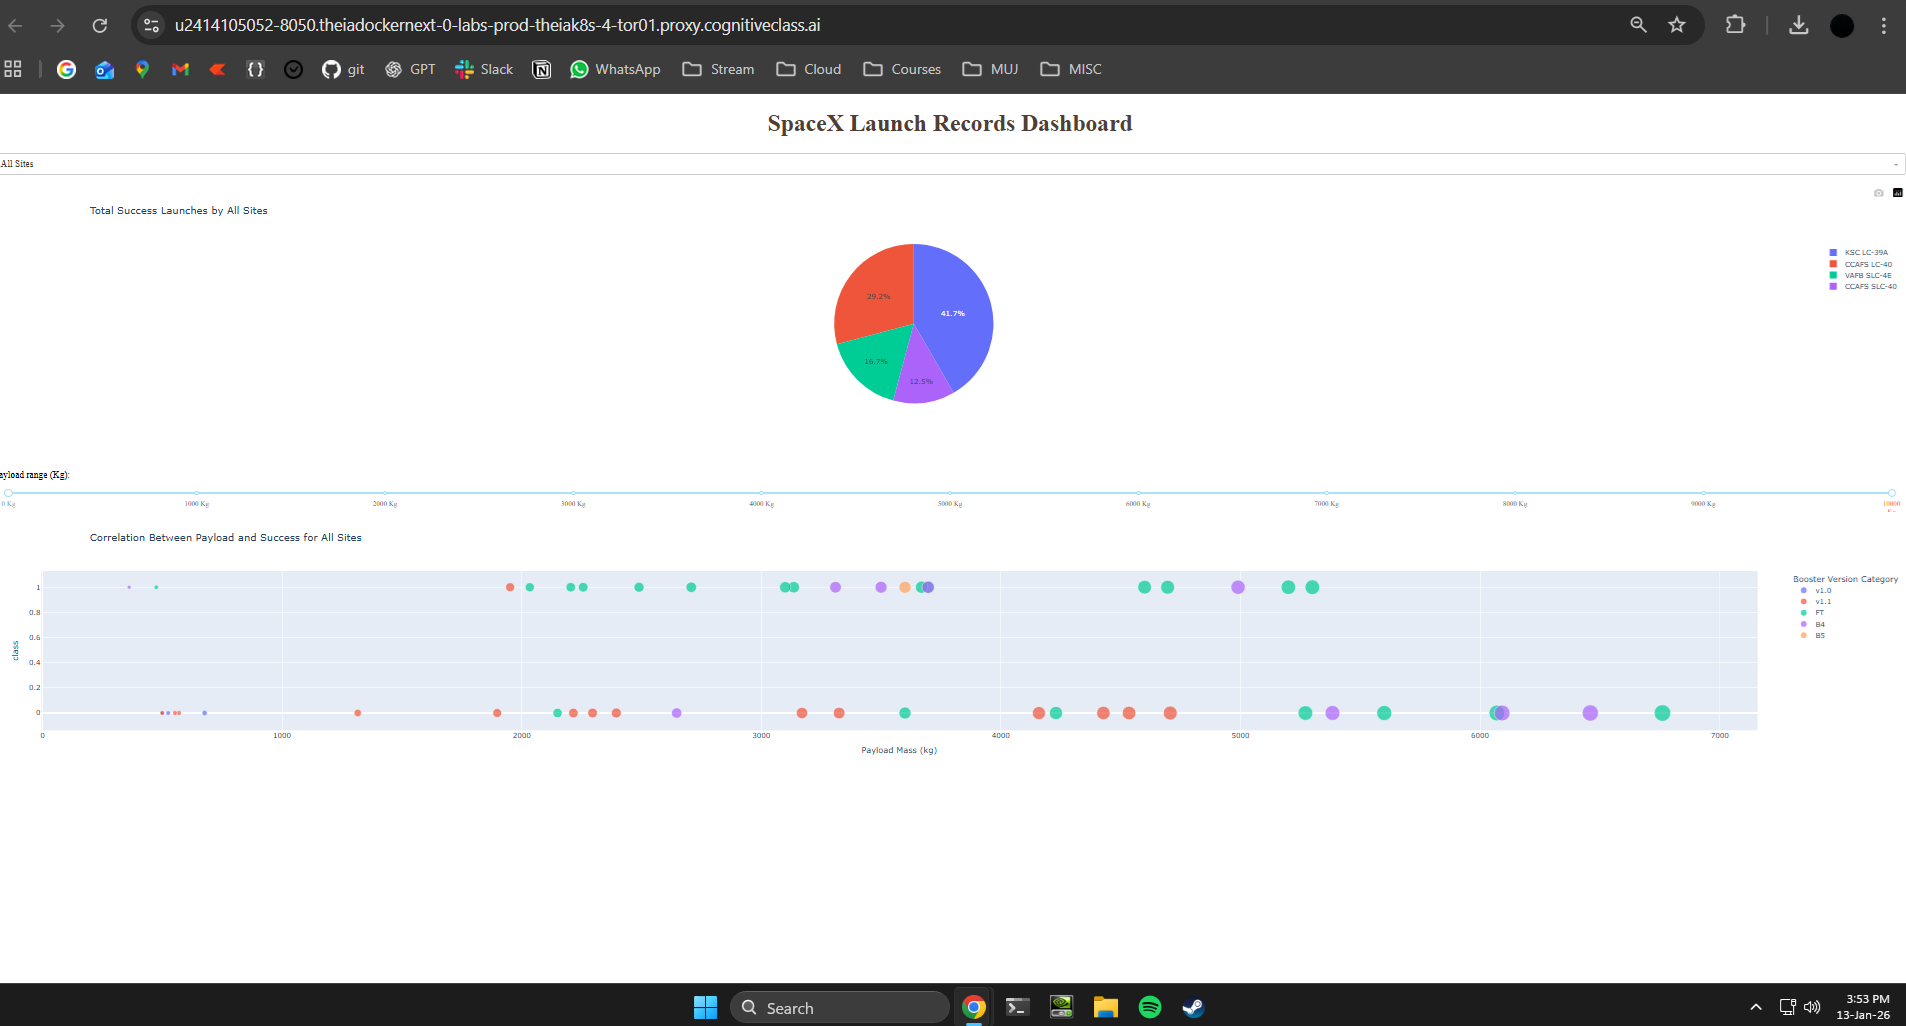 u2414105052-8050.theiadockernext-0-labs-prod-theiak8s-4-tor01.proxy.cognitiveclass.ai
git GPT Slack WhatsApp Stream Cloud Courses MUJ MISC
SpaceX Launch Records Dashboard
All Sites
Total Success Launches by All Sites
KSC LC-39A
CCAFS LC-40
VAFB SLC-4E
CCAFS SLC-40
29.2%
41.7%
16.7%
12.5%
ayload range (Kg):
0 Kg 1000 Kg 2000 Kg 3000 Kg 4000 Kg 5000 Kg 6000 Kg 7000 Kg 8000 Kg 9000 Kg 10000
Correlation Between Payload and Success for All Sites
Booster Version Category
v1.0
v1.1
FT
B4
B5
1
0.8
0.6
0.4
0.2
0
class
0 1000 2000 3000 4000 5000 6000 7000
Payload Mass (kg)
Search
3:53 PM
13-Jan-26